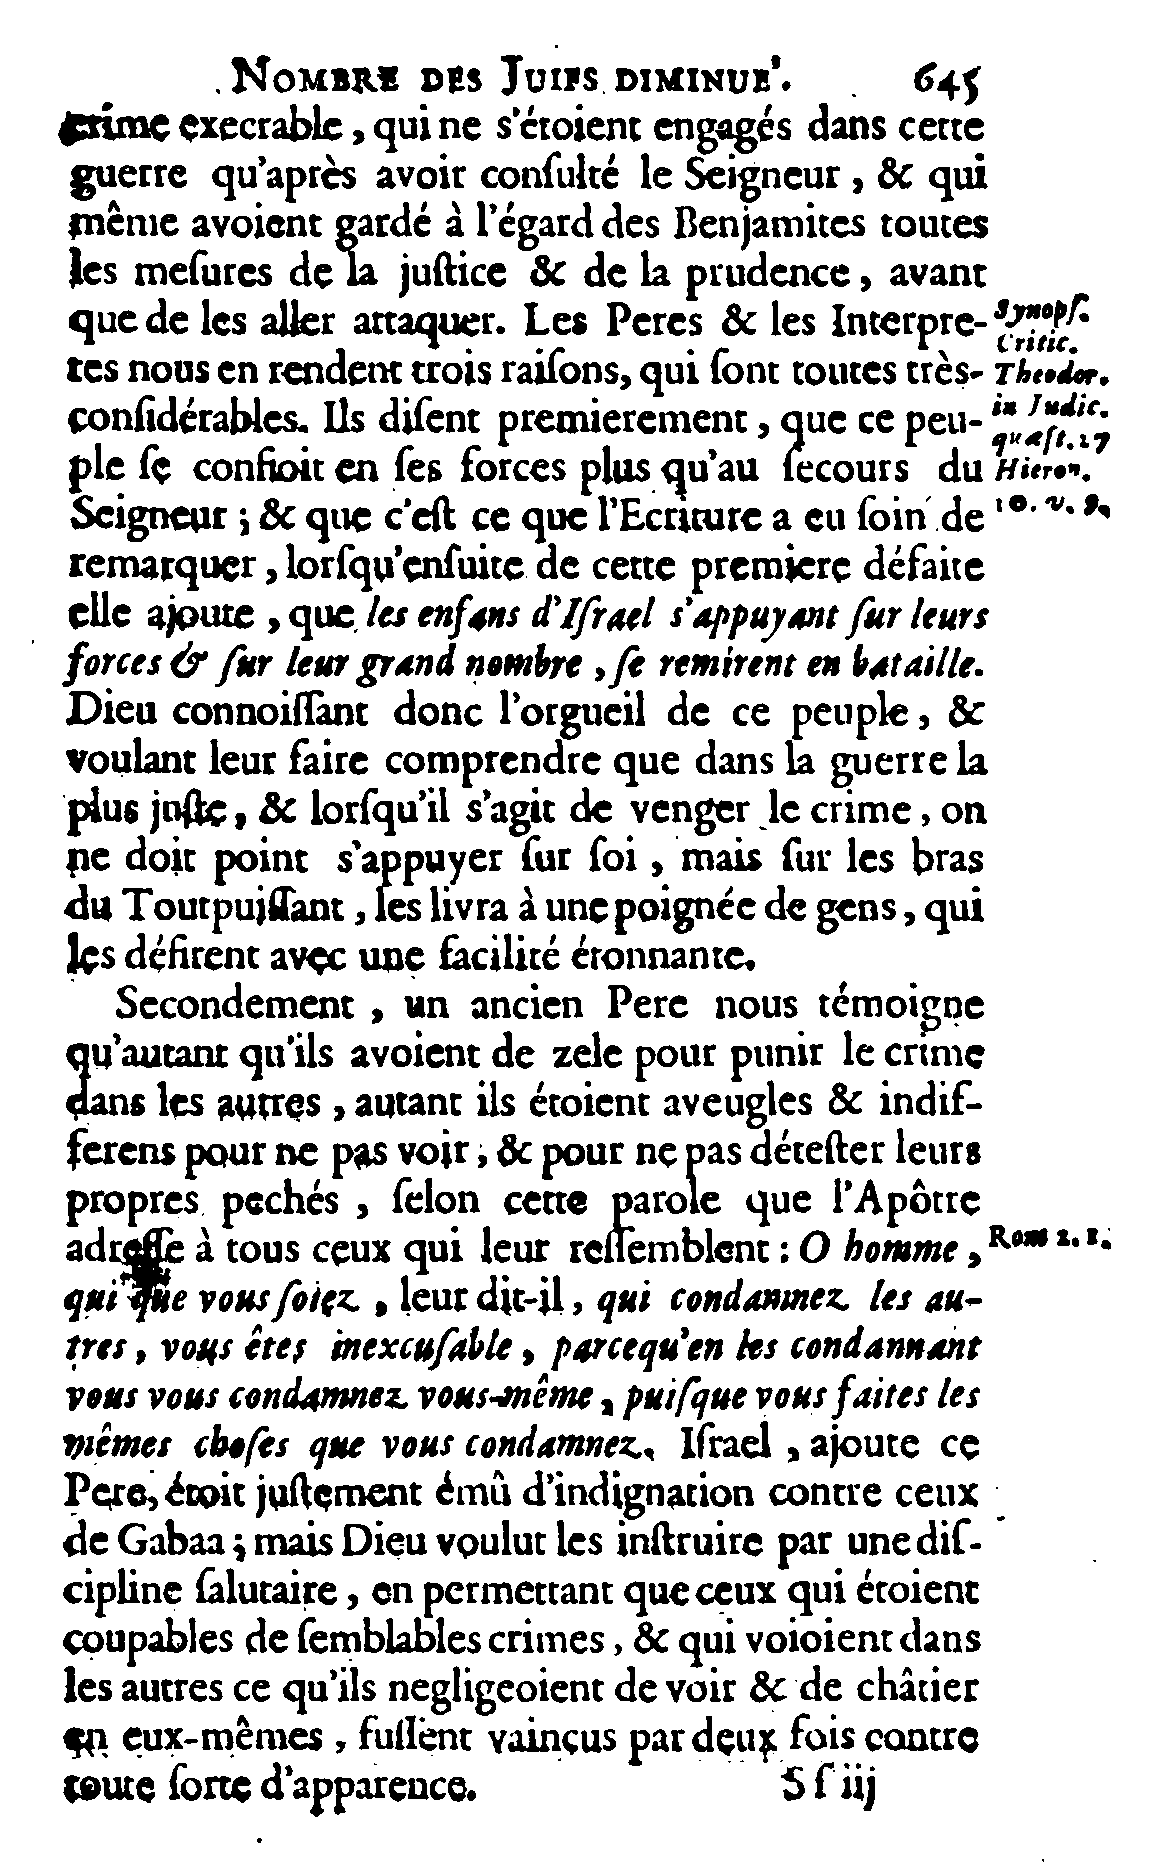 NOMBRE DES JUIFS DIMINUE'. 645
crime execrable, qui ne s'étoient engagés dans cette
guerre qu'après avoir conſulté le Seigneur, & qui
même avoient gardé à l'égard des Benjamites toutes
les meſures de la juſtice & de la prudence, avant
que de les aller attaquer. Les Peres & les Interpre-
tes nous en rendent trois raiſons, qui ſont toutes très-
conſidérables. Ils diſent premierement, que ce peu-
ple ſe confioit en ſes forces plus qu'au ſecours du
Seigneur; & que c'eſt ce que l'Ecriture a eu ſoin de
remarquer, lorſqu'enſuite de cette premiere défaite
elle ajoute, que les enfans d'Iſrael s'appuyant ſur leurs
forces & ſur leur grand nombre, ſe remirent en bataille.
Dieu connoiſſant donc l'orgueil de ce peuple, &
voulant leur faire comprendre que dans la guerre la
plus juſte, & lorſqu'il s'agit de venger le crime, on
ne doit point s'appuyer ſur ſoi, mais ſur les bras
du Toutpuiſſant, les livra à une poignée de gens, qui
les défirent avec une facilité étonnante.
Secondement, un ancien Pere nous témoigne
qu'autant qu'ils avoient de zele pour punir le crime
dans les autres, autant ils étoient aveugles & indif-
ferens pour ne pas voir, & pour ne pas déteſter leurs
propres pechés, ſelon cette parole que l'Apôtre
adreſſe à tous ceux qui leur reſſemblent: O homme,
qui que vous ſoiez, leur dit-il, qui condamnez les au-
tres, vous êtes inexcuſable, parcequ'en les condannant
vous vous condamnez vous-même, puiſque vous faites les
mêmes choſes que vous condamnez. Iſrael, ajoute ce
Pere, étoit juſtement émû d'indignation contre ceux
de Gabaa; mais Dieu voulut les inſtruire par une diſ-
cipline ſalutaire, en permettant que ceux qui étoient
coupables de ſemblables crimes, & qui voioient dans
les autres ce qu'ils negligeoient de voir & de châtier
en eux-mêmes, fuſſent vaincus par deux fois contre
toute ſorte d'apparence. S ſ iij
Synopſ.
Critic.
Theodor.
in Judic.
quæſt. 27
Hieron.
10. v. 9.
Rom 2. 1.